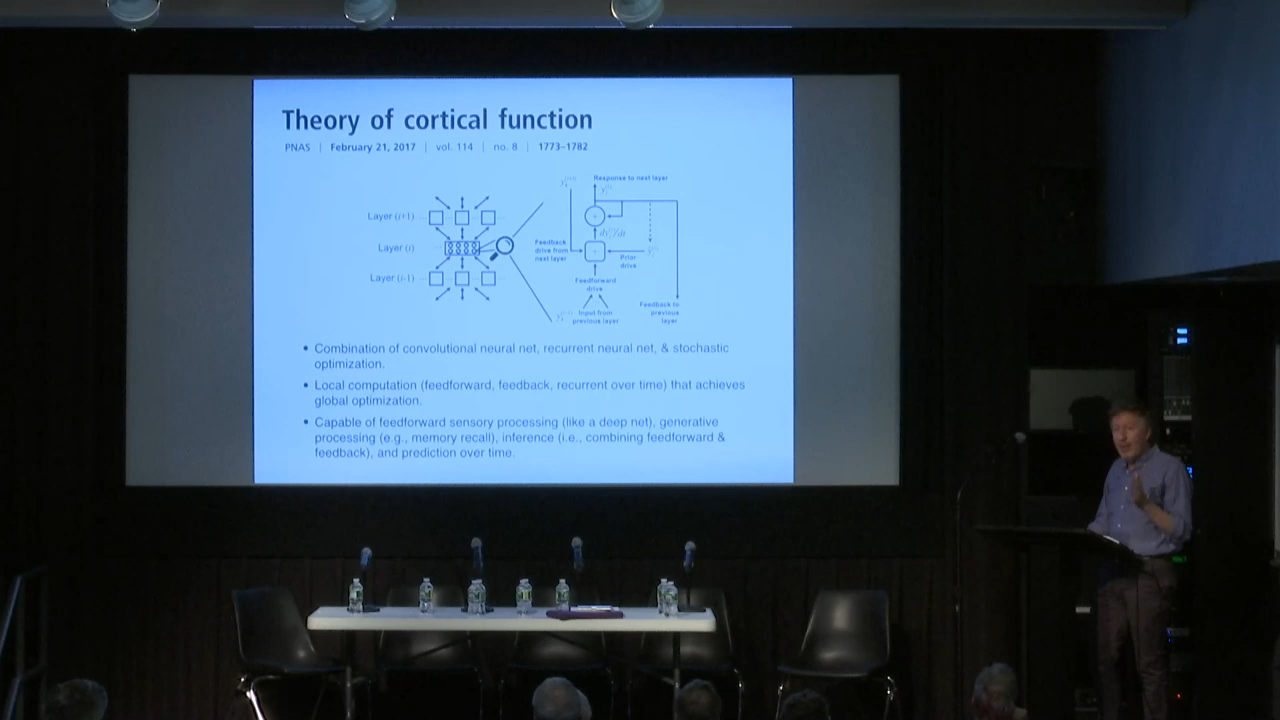 Theory of cortical function
PNAS | February 21, 2017 | vol. 114 | no. 8 | 1773–1782
Response to next layer
Layer (i+1)
Layer (i)
Layer (i-1)
Feedback
drive from
next layer
Prior
drive
Feedforward
drive
Input from
previous layer
Feedback to
previous
layer
• Combination of convolutional neural net, recurrent neural net, & stochastic
optimization.
• Local computation (feedforward, feedback, recurrent over time) that achieves
global optimization.
• Capable of feedforward sensory processing (like a deep net), generative
processing (e.g., memory recall), inference (i.e., combining feedforward &
feedback), and prediction over time.